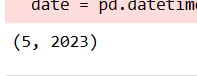 date = pd.datetim
(5, 2023)